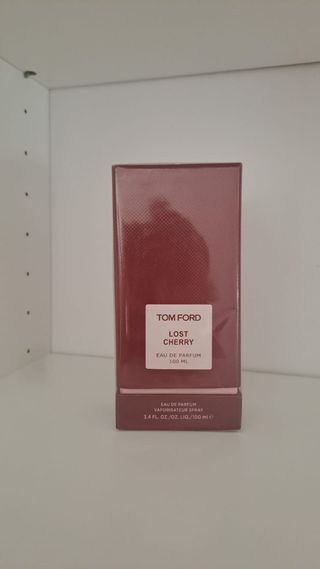 TOM FORD
LOST
CHERRY
EAU DE PARFUM
100 ML
EAU DE PARFUM
VAPORISATEUR SPRAY
3.4 FL. OZ./OZ. LIQ./100 ml ℮